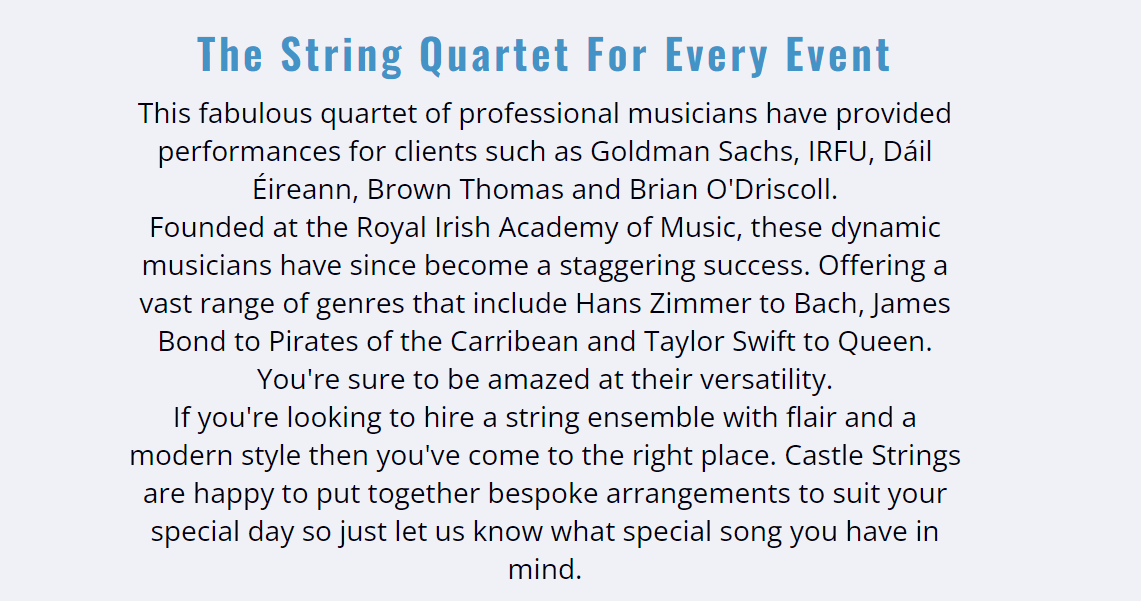 The String Quartet For Every Event
This fabulous quartet of professional musicians have provided
performances for clients such as Goldman Sachs, IRFU, Dáil
Éireann, Brown Thomas and Brian O'Driscoll.
Founded at the Royal Irish Academy of Music, these dynamic
musicians have since become a staggering success. Offering a
vast range of genres that include Hans Zimmer to Bach, James
Bond to Pirates of the Carribean and Taylor Swift to Queen.
You're sure to be amazed at their versatility.
If you're looking to hire a string ensemble with flair and a
modern style then you've come to the right place. Castle Strings
are happy to put together bespoke arrangements to suit your
special day so just let us know what special song you have in
mind.